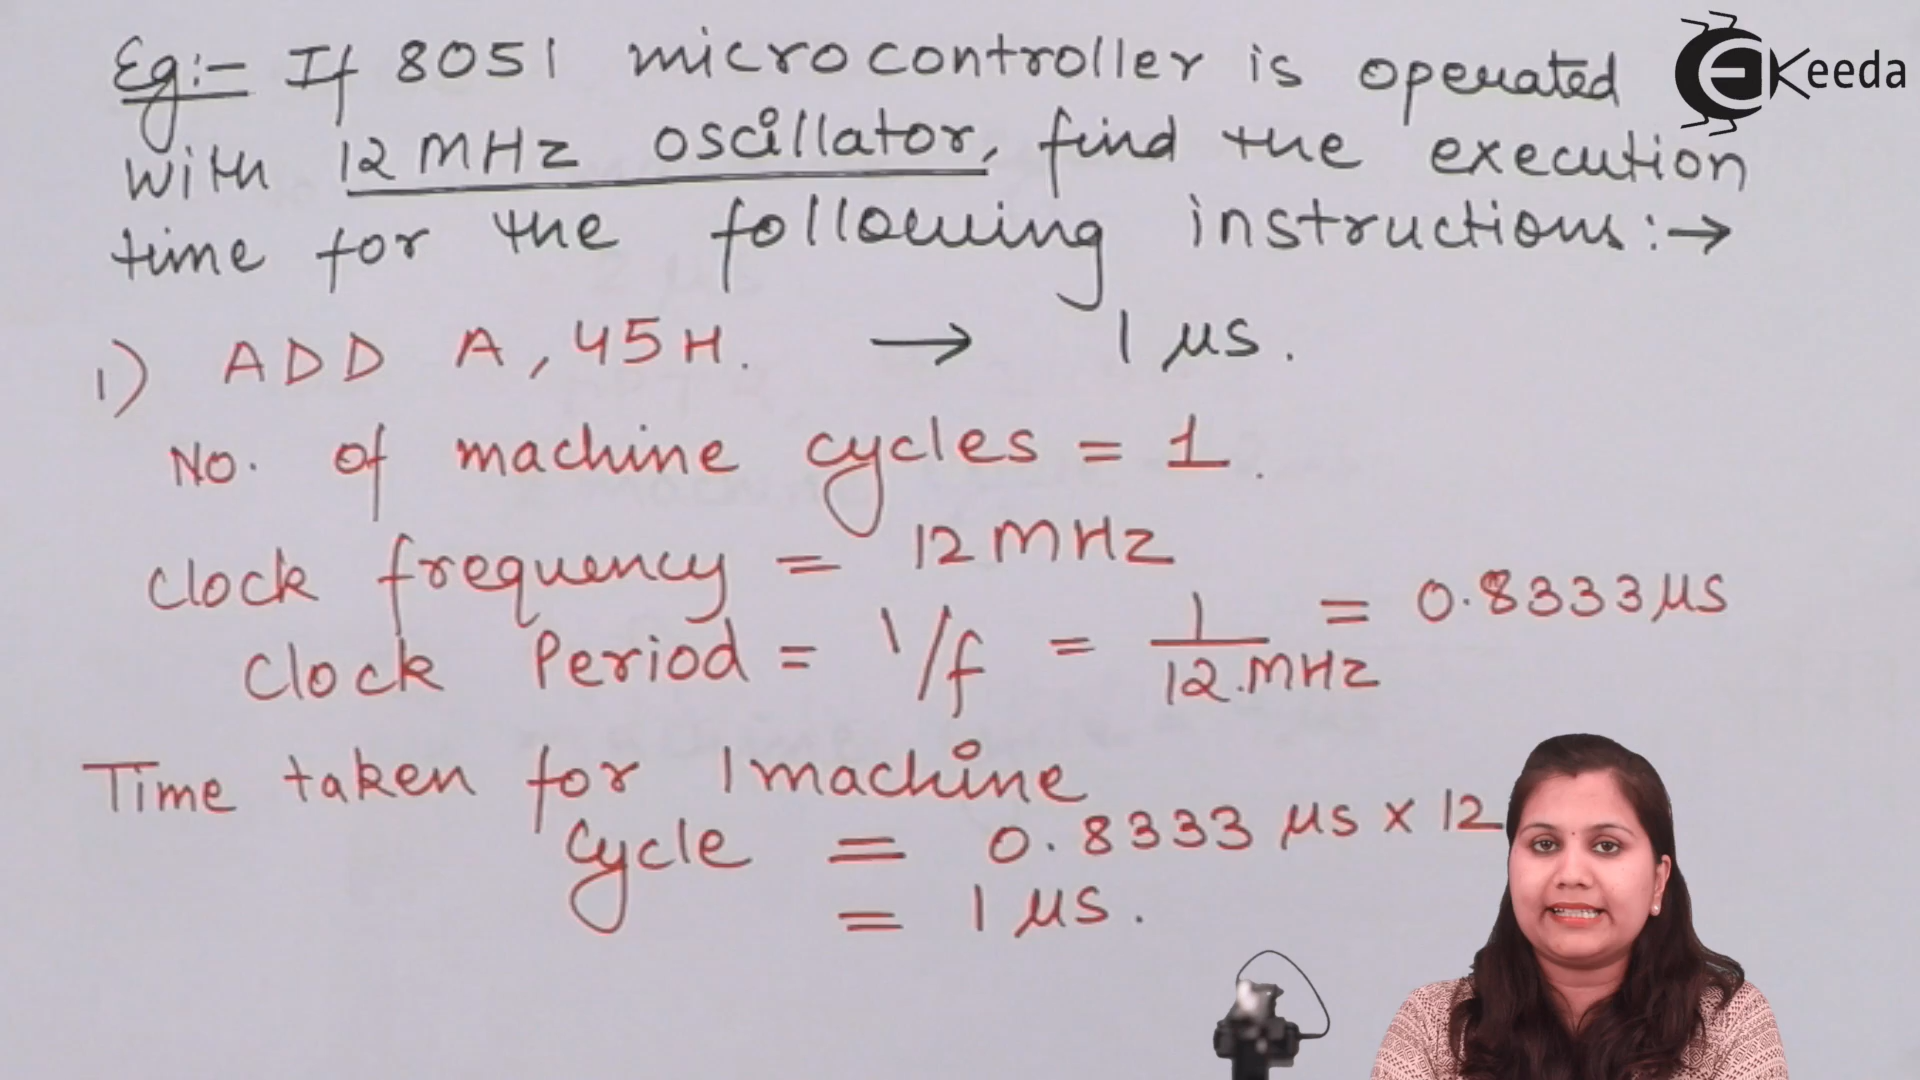 Eg:- If 8051 microcontroller is operated
with 12 MHz oscillator, find the execution
time for the following instructions:→
1) ADD A, 45H. → 1 μs.
No. of machine cycles = 1.
Clock frequency = 12 MHz
Clock Period = 1/f = 1/12.MHz = 0.8333 μs
Time taken for 1 machine
cycle = 0.8333 μs x 12
= 1 μs.
EKeeda